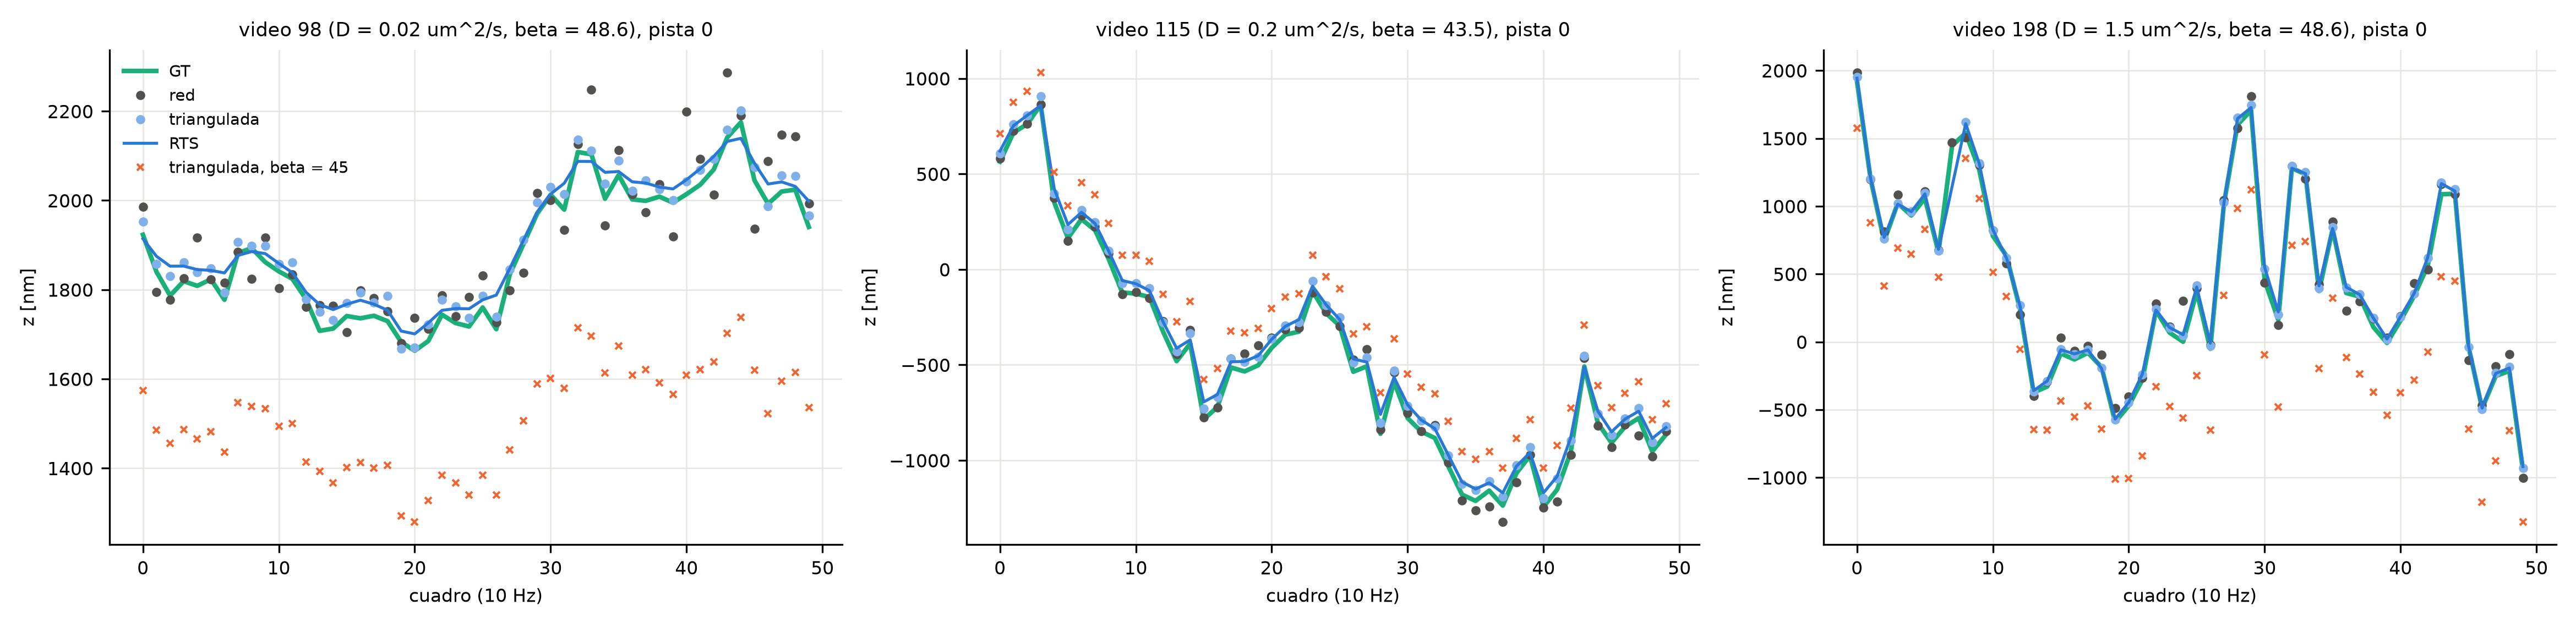 video 98 (D = 0.02 um^2/s, beta = 48.6), pista 0
GT
red
triangulada
RTS
triangulada, beta = 45
z [nm]
2200
2000
1800
1600
1400
0 10 20 30 40 50
cuadro (10 Hz)
video 115 (D = 0.2 um^2/s, beta = 43.5), pista 0
z [nm]
1000
500
0
−500
−1000
0 10 20 30 40 50
cuadro (10 Hz)
video 198 (D = 1.5 um^2/s, beta = 48.6), pista 0
z [nm]
2000
1500
1000
500
0
−500
−1000
0 10 20 30 40 50
cuadro (10 Hz)